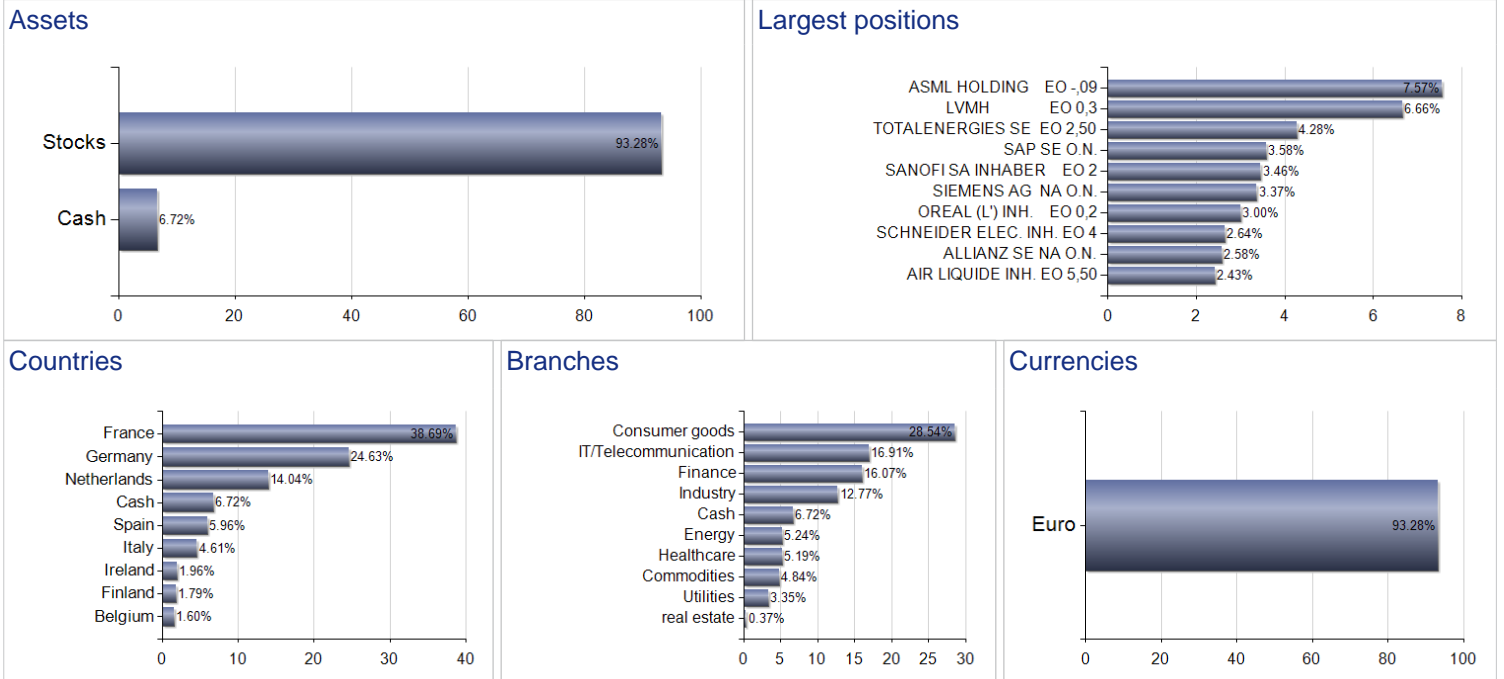 Assets
Stocks
93.28%
Cash
6.72%
0 20 40 60 80 100
Largest positions
ASML HOLDING EO -,09 7.57%
LVMH EO 0,3 6.66%
TOTALENERGIES SE EO 2,50 4.28%
SAP SE O.N. 3.58%
SANOFI SA INHABER EO 2 3.46%
SIEMENS AG NA O.N. 3.37%
OREAL (L') INH. EO 0,2 3.00%
SCHNEIDER ELEC. INH. EO 4 2.64%
ALLIANZ SE NA O.N. 2.58%
AIR LIQUIDE INH. EO 5,50 2.43%
0 2 4 6 8
Countries
France 38.69%
Germany 24.63%
Netherlands 14.04%
Cash 6.72%
Spain 5.96%
Italy 4.61%
Ireland 1.96%
Finland 1.79%
Belgium 1.60%
0 10 20 30 40
Branches
Consumer goods 28.54%
IT/Telecommunication 16.91%
Finance 16.07%
Industry 12.77%
Cash 6.72%
Energy 5.24%
Healthcare 5.19%
Commodities 4.84%
Utilities 3.35%
real estate 0.37%
0 5 10 15 20 25 30
Currencies
Euro 93.28%
0 20 40 60 80 100